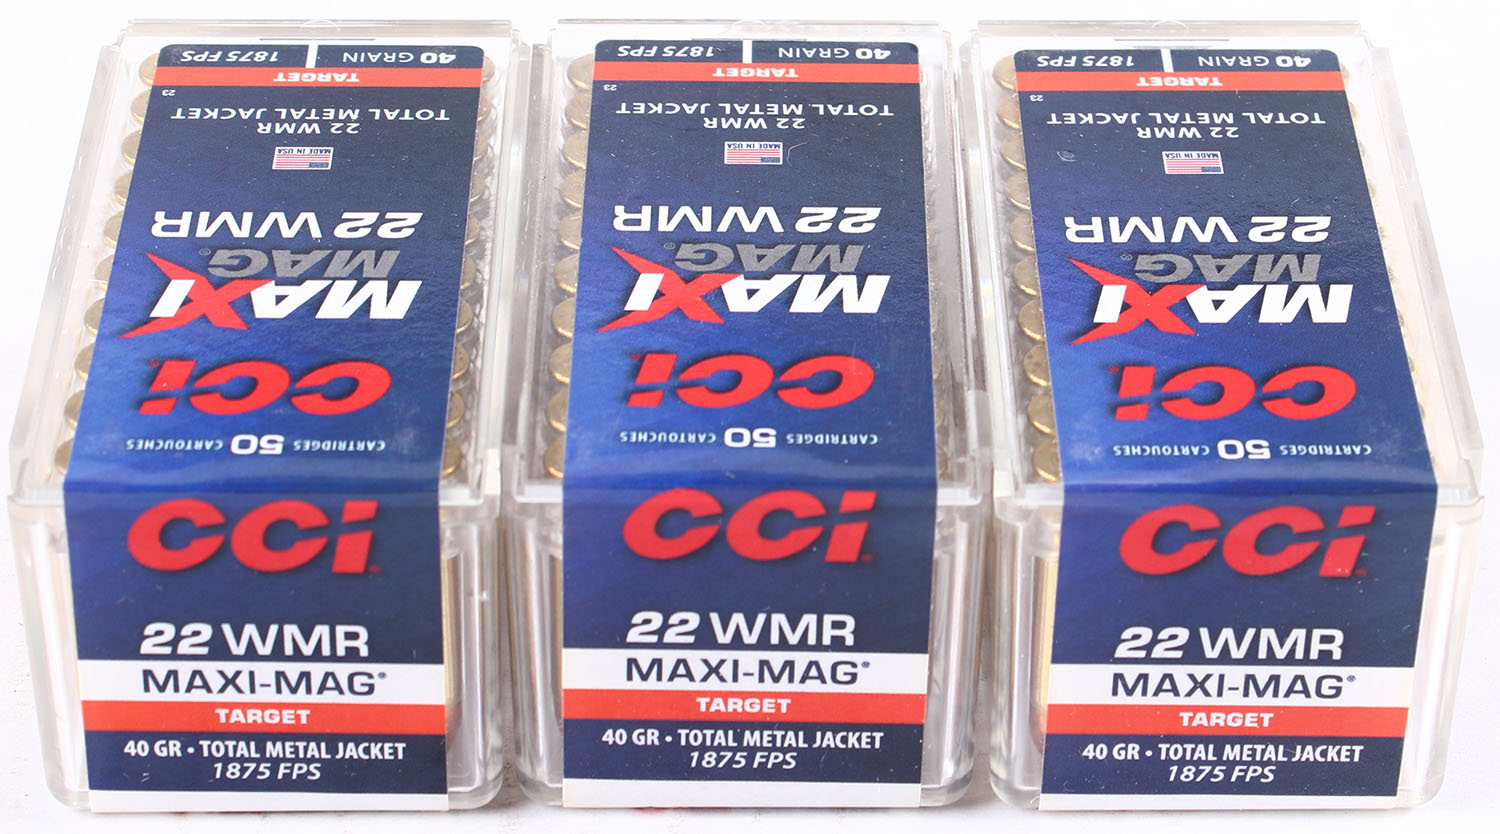 40 GRAIN | 1875 FPS
TARGET
23
TOTAL METAL JACKET
22 WMR
MADE IN USA
22 WMR
MAG®
MAXI
CCI
CARTRIDGES 50 CARTOUCHES
CCI®
22 WMR
MAXI-MAG®
TARGET
40 GR • TOTAL METAL JACKET
1875 FPS
40 GRAIN | 1875 FPS
TARGET
23
TOTAL METAL JACKET
22 WMR
MADE IN USA
22 WMR
MAG®
MAXI
CCI
CARTRIDGES 50 CARTOUCHES
CCI®
22 WMR
MAXI-MAG®
TARGET
40 GR • TOTAL METAL JACKET
1875 FPS
40 GRAIN | 1875 FPS
TARGET
23
TOTAL METAL JACKET
22 WMR
MADE IN USA
22 WMR
MAG®
MAXI
CCI
CARTRIDGES 50 CARTOUCHES
CCI®
22 WMR
MAXI-MAG®
TARGET
40 GR • TOTAL METAL JACKET
1875 FPS